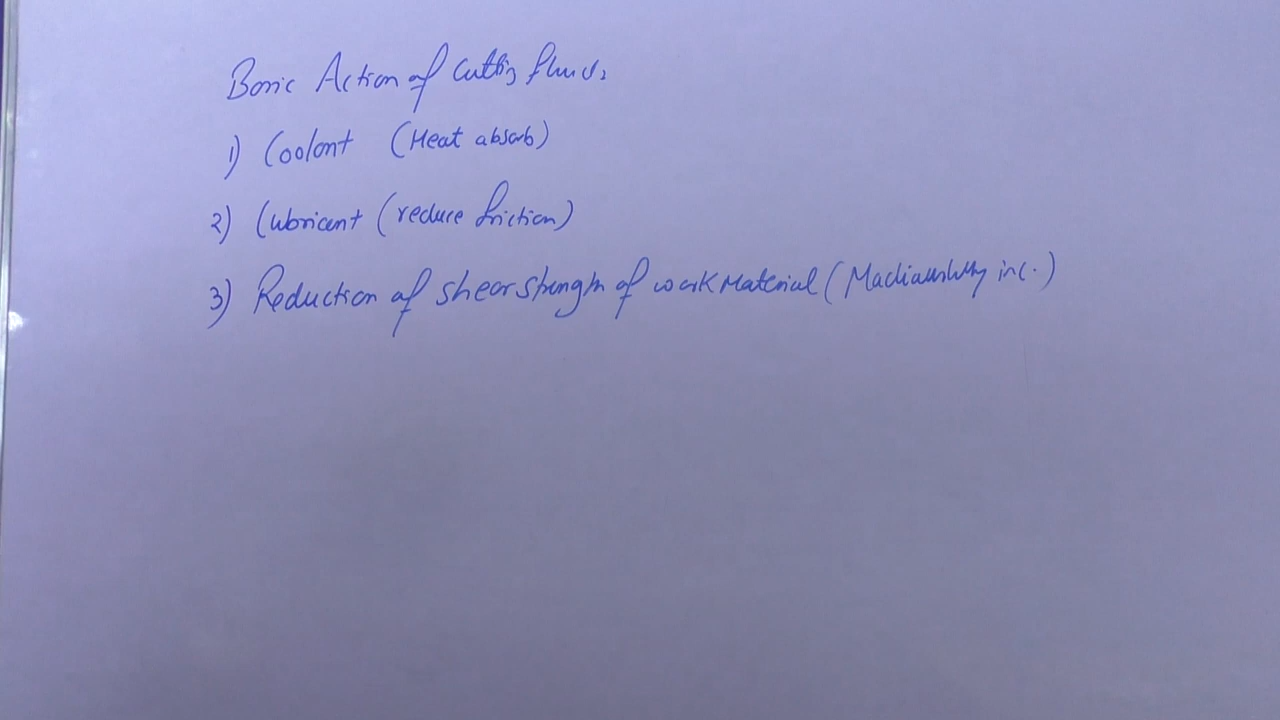 Basic Action of Cutting fluids
1) Coolant (Heat absorb)
2) Lubricant (reduce friction)
3) Reduction of shear strength of work Material (Machinability inc.)